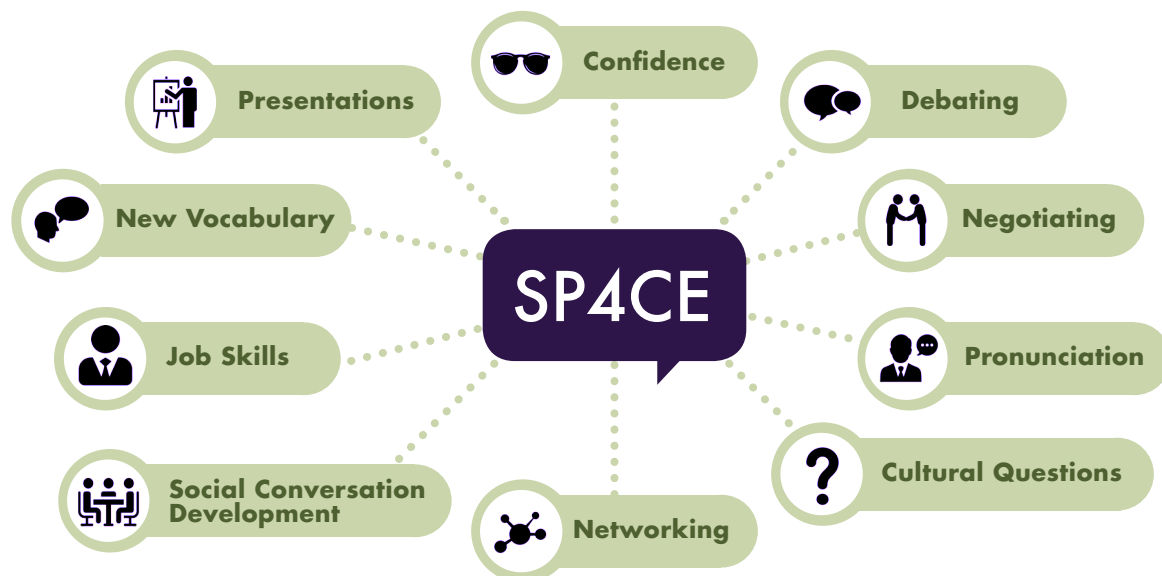 Confidence
Presentations
Debating
New Vocabulary
Negotiating
SP4CE
Job Skills
Pronunciation
Social Conversation
Development
Cultural Questions
Networking